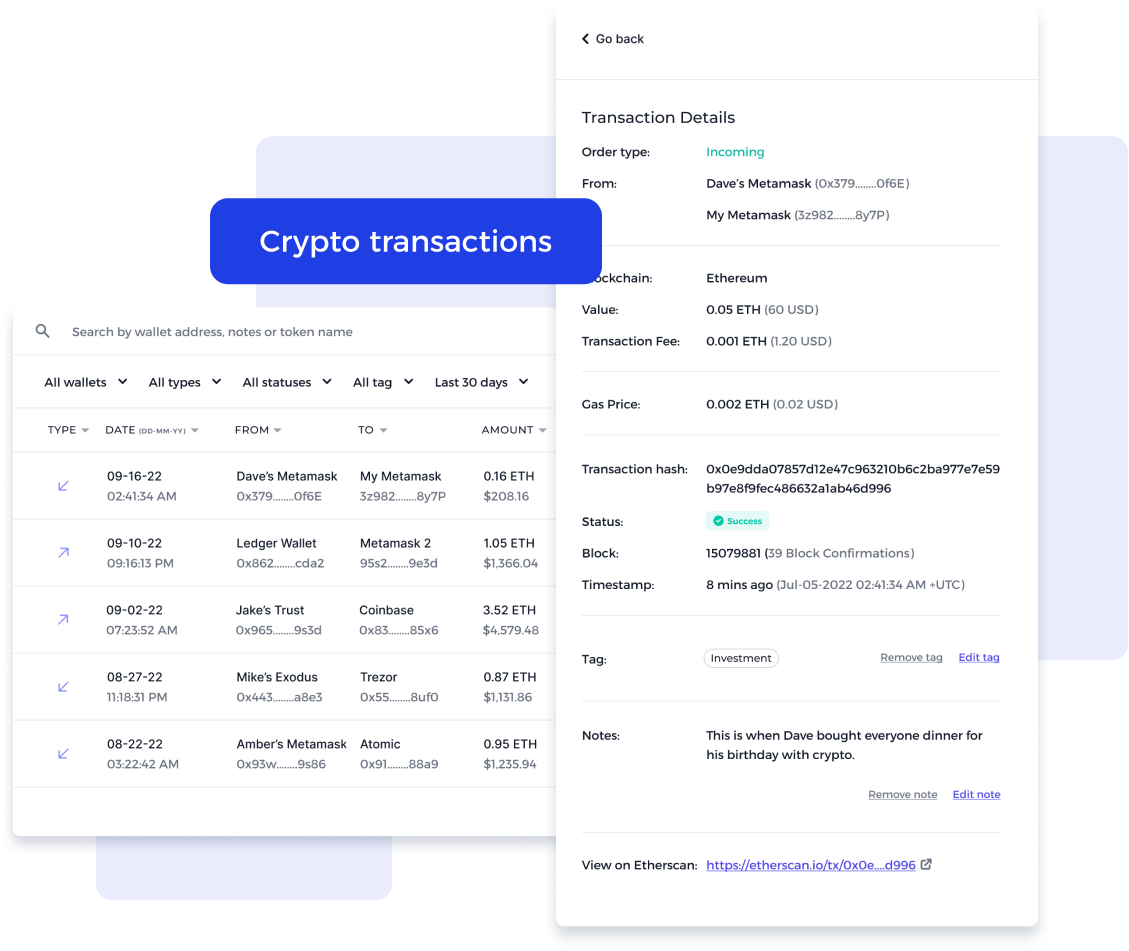 Go back
Transaction Details
Order type: Incoming
From: Dave's Metamask (0x379........0f6E)
My Metamask (3z982........8y7P)
Crypto transactions
ockchain: Ethereum
Value: 0.05 ETH (60 USD)
Transaction Fee: 0.001 ETH (1.20 USD)
Gas Price: 0.002 ETH (0.02 USD)
Transaction hash: 0x0e9dda07857d12e47c963210b6c2ba977e7e59
b97e8f9fec486632a1ab46d996
Status: Success
Block: 15079881 (39 Block Confirmations)
Timestamp: 8 mins ago (Jul-05-2022 02:41:34 AM +UTC)
Tag: Investment Remove tag Edit tag
Notes: This is when Dave bought everyone dinner for
his birthday with crypto.
Remove note Edit note
View on Etherscan: https://etherscan.io/tx/0x0e....d996
Search by wallet address, notes or token name
All wallets All types All statuses All tag Last 30 days
TYPE DATE (DD-MM-YY) FROM TO AMOUNT
09-16-22 Dave's Metamask My Metamask 0.16 ETH
02:41:34 AM 0x379........0f6E 3z982........8y7P $208.16
09-10-22 Ledger Wallet Metamask 2 1.05 ETH
09:16:13 PM 0x862........cda2 95s2........9e3d $1,366.04
09-02-22 Jake's Trust Coinbase 3.52 ETH
07:23:52 AM 0x965........9s3d 0x83........85x6 $4,579.48
08-27-22 Mike's Exodus Trezor 0.87 ETH
11:18:31 PM 0x443........a8e3 0x55........8uf0 $1,131.86
08-22-22 Amber's Metamask Atomic 0.95 ETH
03:22:42 AM 0x93w........9s86 0x91........88a9 $1,235.94